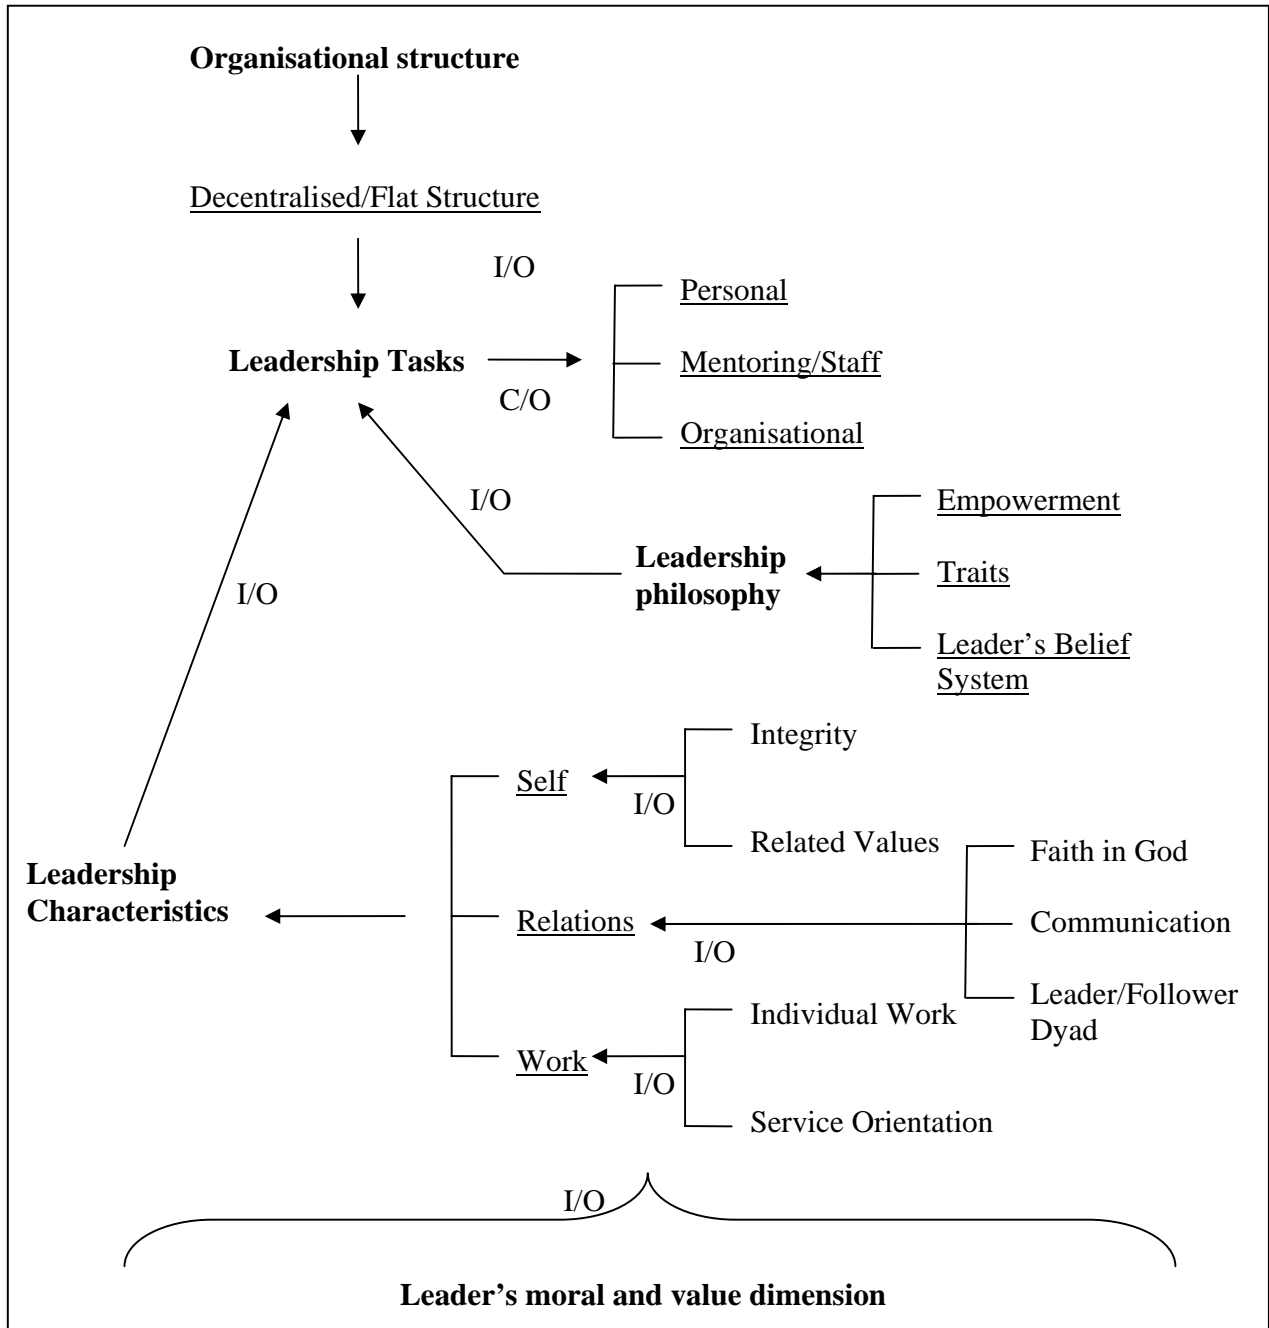 Organisational structure
Decentralised/Flat Structure
I/O
Personal
Leadership Tasks
Mentoring/Staff
C/O
Organisational
I/O
Empowerment
Leadership
philosophy
Traits
I/O
Leader’s Belief
System
Integrity
Self
I/O
Related Values
Faith in God
Leadership
Characteristics
Relations
I/O
Communication
Leader/Follower
Dyad
Individual Work
Work
I/O
Service Orientation
I/O
Leader’s moral and value dimension